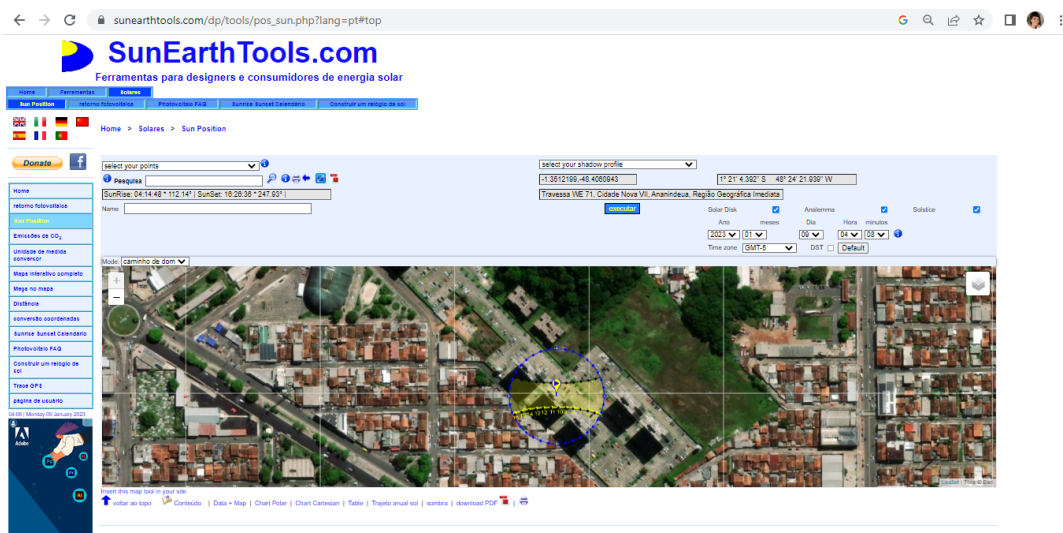 sunearthtools.com/dp/tools/pos_sun.php?lang=pt#top
SunEarthTools.com
Ferramentas para designers e consumidores de energia solar
Home Ferramentas Solares
Sun Position retorno fotovoltaico Photovoltaio FAQ Sunrise Sunset Calendário Construir um relógio de sol
Home > Solares > Sun Position
Donate
Home
retorno fotovoltaico
Sun Position
Emissões de CO2
Unidade de medida
conversor
Mapa interativo completo
Mega no mapa
Distância
conversão coordenadas
Sunrise Sunset Calendário
Photovoltaio FAQ
Construir um relógio de
sol
Trace GPS
página de usuário
04:08 | Monday 09 January 2023
Adobe
select your points
Pesquisa
SunRise: 04:14:48 * 112.14° | SunSet: 16:26:36 * 247.93° |
Name
select your shadow profile
-1.3512199,-48.4060943 1° 21' 4.392" S 48° 24' 21.939" W
Travessa WE 71, Cidade Nova VII, Ananindeua, Região Geográfica Imediata
executar
Solar Disk Analemma Solstice
Ano meses Dia Hora minutos
2023 01 09 04 08
Time zone GMT-5 DST Default
Mode: caminho de dom
+
−
Insert this map tool in your site
voltar ao topo Conteúdo | Data + Map | Chart Polar | Chart Cartesian | Table | Trajeto anual sol | sombra | download PDF |